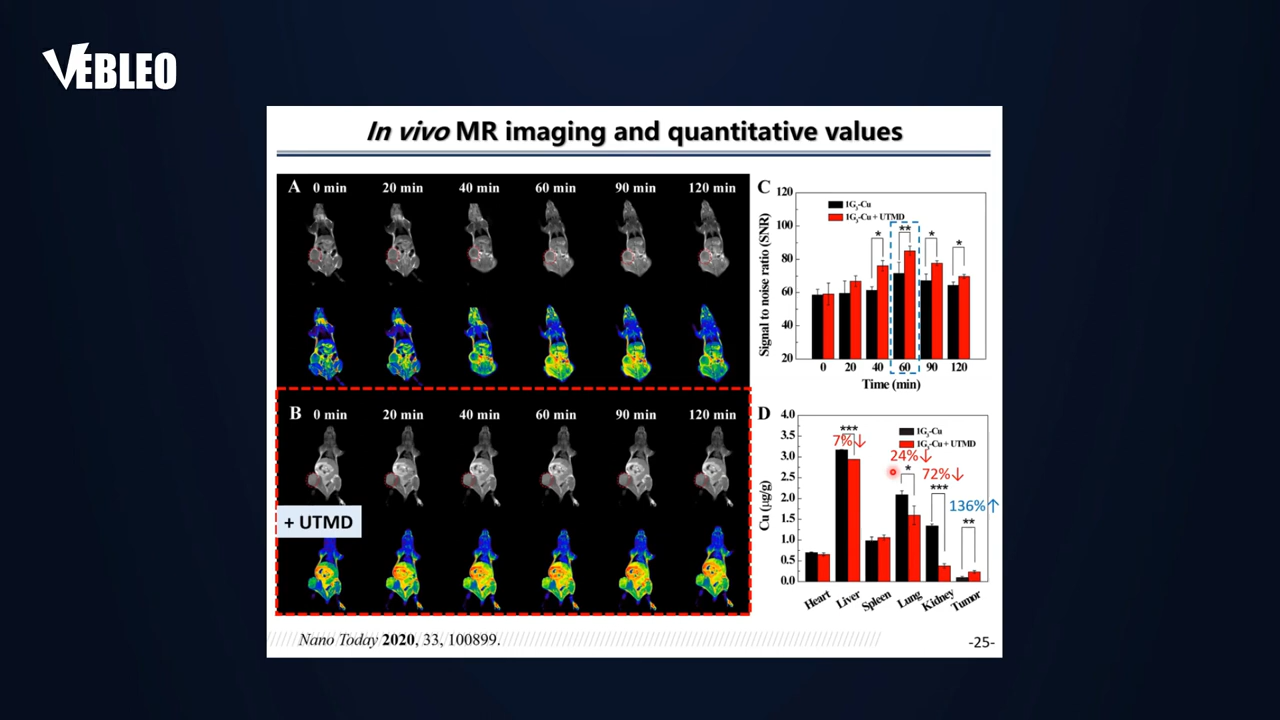 VEBLEO
In vivo MR imaging and quantitative values
A
0 min 20 min 40 min 60 min 90 min 120 min
B
0 min 20 min 40 min 60 min 90 min 120 min
+ UTMD
C
1G3-Cu
1G3-Cu + UTMD
Signal to noise ratio (SNR)
120
100
80
60
40
20
* ** * *
0 20 40 60 90 120
Time (min)
D
1G3-Cu
1G3-Cu + UTMD
Cu (μg/g)
4.0
3.5
3.0
2.5
2.0
1.5
1.0
0.5
0.0
***
7%↓
24%↓
*
72%↓
***
136%↑
**
Heart Liver Spleen Lung Kidney Tumor
Nano Today 2020, 33, 100899.
-25-